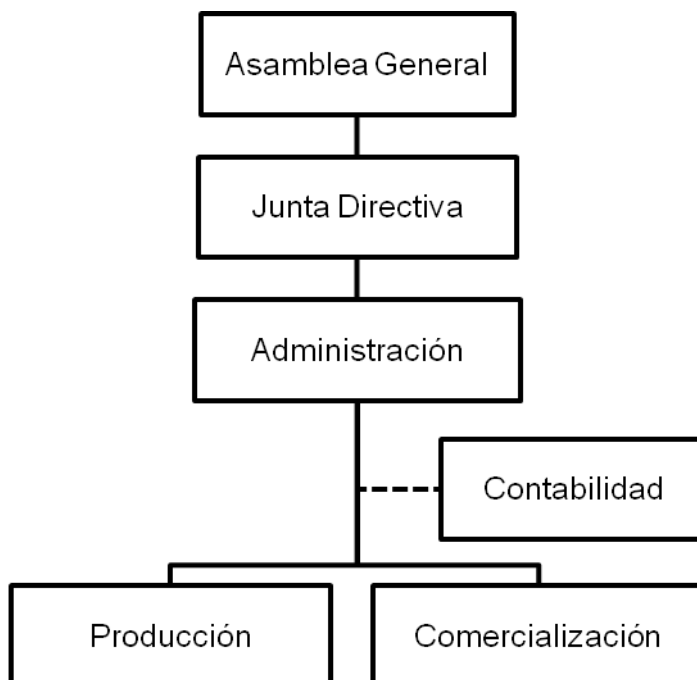 Asamblea General
Junta Directiva
Administración
Contabilidad
Producción
Comercialización